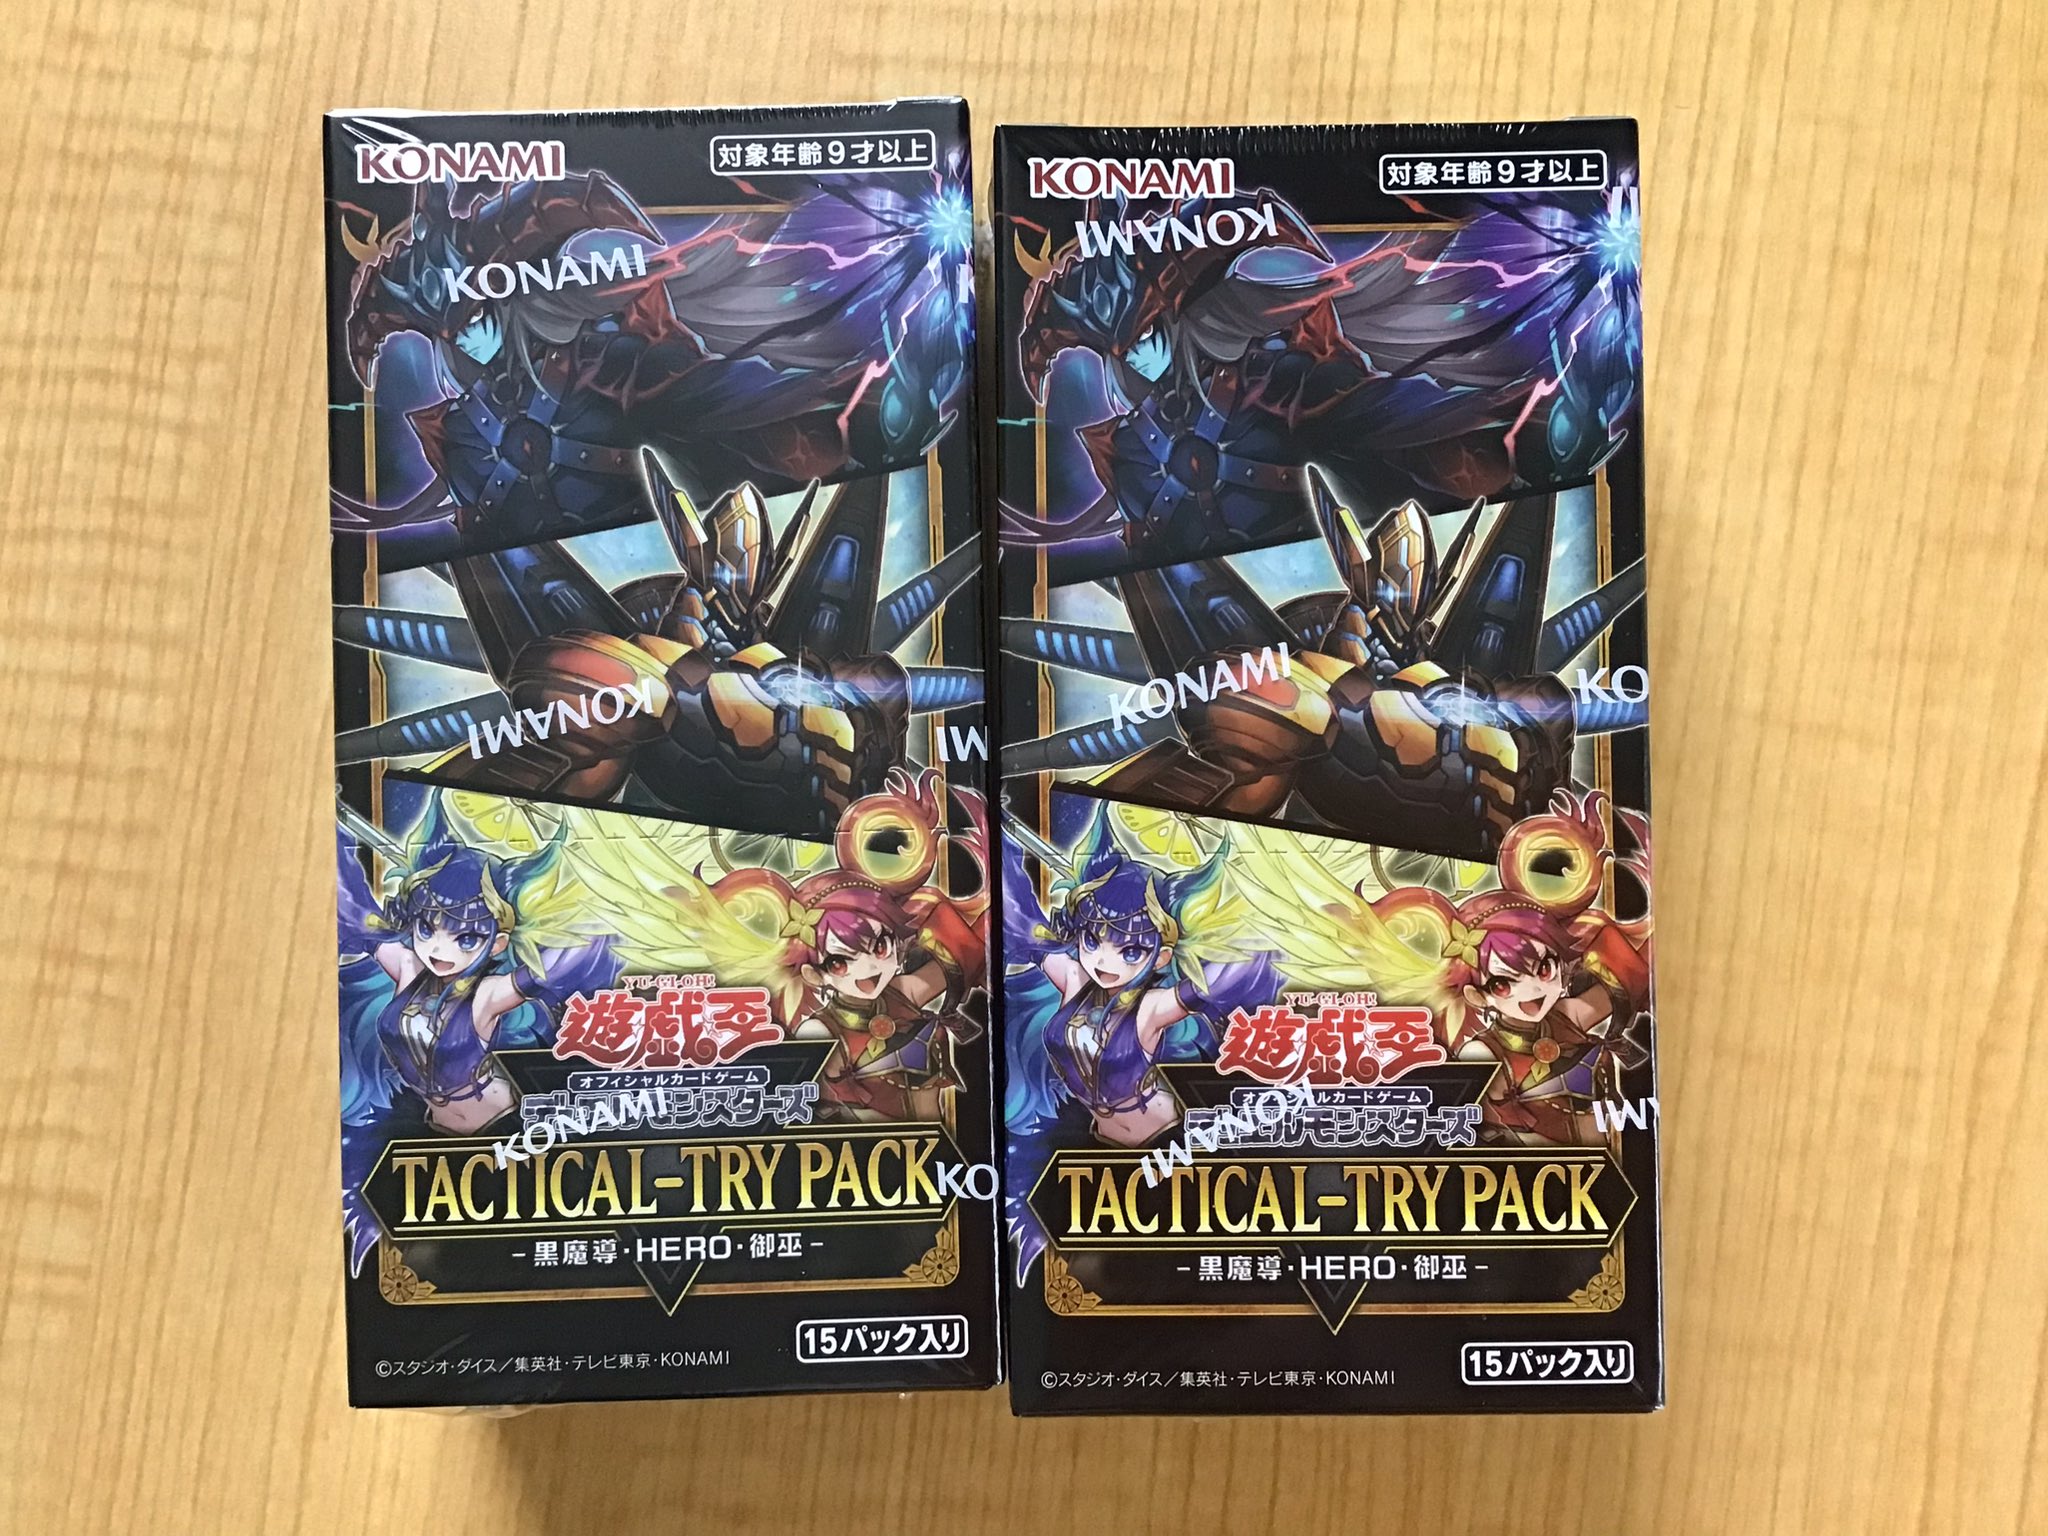 KONAMI
対象年齢9才以上
KONAMI
K
KONAMI
IM
YU-GI-OH!
遊戯王
オフィシャルカードゲーム
デュエルモンスターズ
KONAMI
TACTICAL-TRY PACK
KO
-黒魔導・HERO・御巫-
15パック入り
©スタジオ・ダイス/集英社・テレビ東京・KONAMI
KONAMI
対象年齢9才以上
KONAMI
KONAMI
KO
YU-GI-OH!
遊戯王
オフィシャルカードゲーム
デュエルモンスターズ
KONAMI
IM
TACTICAL-TRY PACK
-黒魔導・HERO・御巫-
15パック入り
©スタジオ・ダイス/集英社・テレビ東京・KONAMI